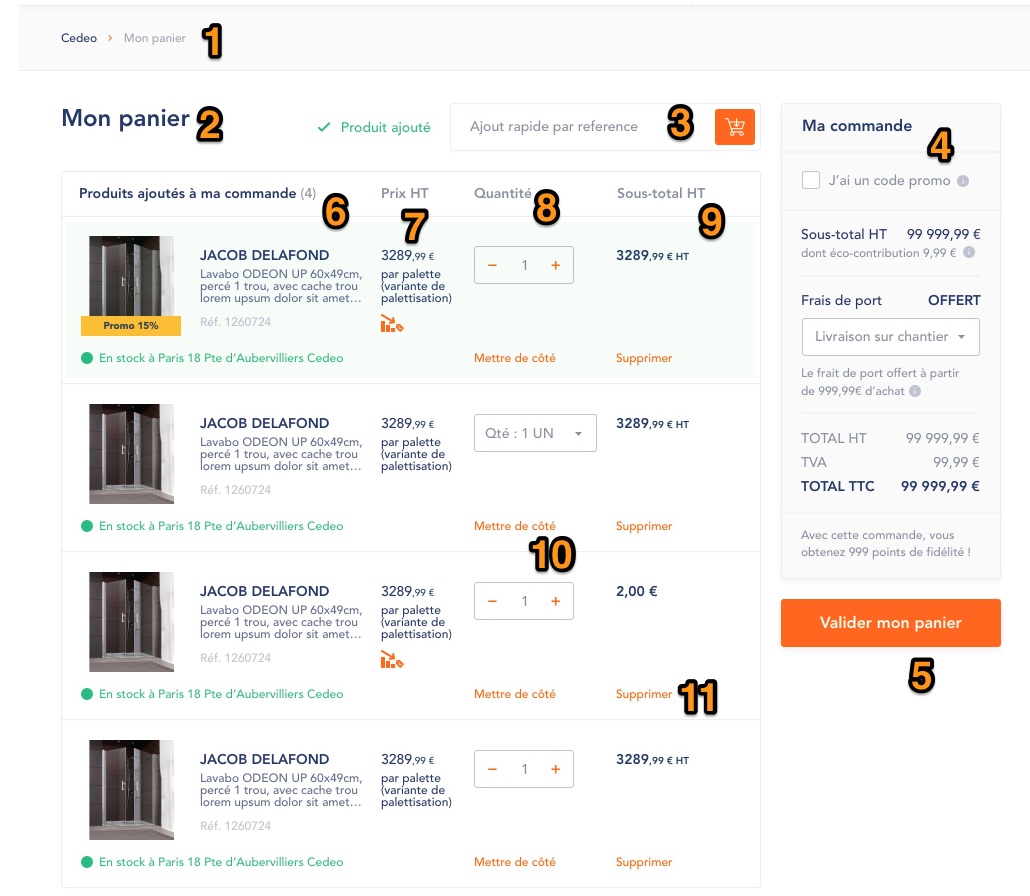 Cedeo > Mon panier 1
Mon panier 2
✓ Produit ajouté
Ajout rapide par reference 3
Produits ajoutés à ma commande (4) 6
Prix HT 7
Quantité 8
Sous-total HT 9
JACOB DELAFOND
Lavabo ODEON UP 60x49cm,
percé 1 trou, avec cache trou
lorem upsum dolor sit amet...
Réf. 1260724
Promo 15%
3289,99 €
par palette
(variante de
palettisation)
− 1 +
3289,99 € HT
En stock à Paris 18 Pte d'Aubervilliers Cedeo
Mettre de côté
Supprimer
JACOB DELAFOND
Lavabo ODEON UP 60x49cm,
percé 1 trou, avec cache trou
lorem upsum dolor sit amet...
Réf. 1260724
3289,99 €
par palette
(variante de
palettisation)
Qté : 1 UN
3289,99 € HT
En stock à Paris 18 Pte d'Aubervilliers Cedeo
Mettre de côté
10
Supprimer
JACOB DELAFOND
Lavabo ODEON UP 60x49cm,
percé 1 trou, avec cache trou
lorem upsum dolor sit amet...
Réf. 1260724
3289,99 €
par palette
(variante de
palettisation)
− 1 +
2,00 €
En stock à Paris 18 Pte d'Aubervilliers Cedeo
Mettre de côté
Supprimer 11
JACOB DELAFOND
Lavabo ODEON UP 60x49cm,
percé 1 trou, avec cache trou
lorem upsum dolor sit amet...
Réf. 1260724
3289,99 €
par palette
(variante de
palettisation)
− 1 +
3289,99 € HT
En stock à Paris 18 Pte d'Aubervilliers Cedeo
Mettre de côté
Supprimer
Ma commande
4
J'ai un code promo i
Sous-total HT 99 999,99 €
dont éco-contribution 9,99 € i
Frais de port OFFERT
Livraison sur chantier
Le frait de port offert à partir
de 999,99€ d'achat i
TOTAL HT 99 999,99 €
TVA 99,99 €
TOTAL TTC 99 999,99 €
Avec cette commande, vous
obtenez 999 points de fidélité !
Valider mon panier
5